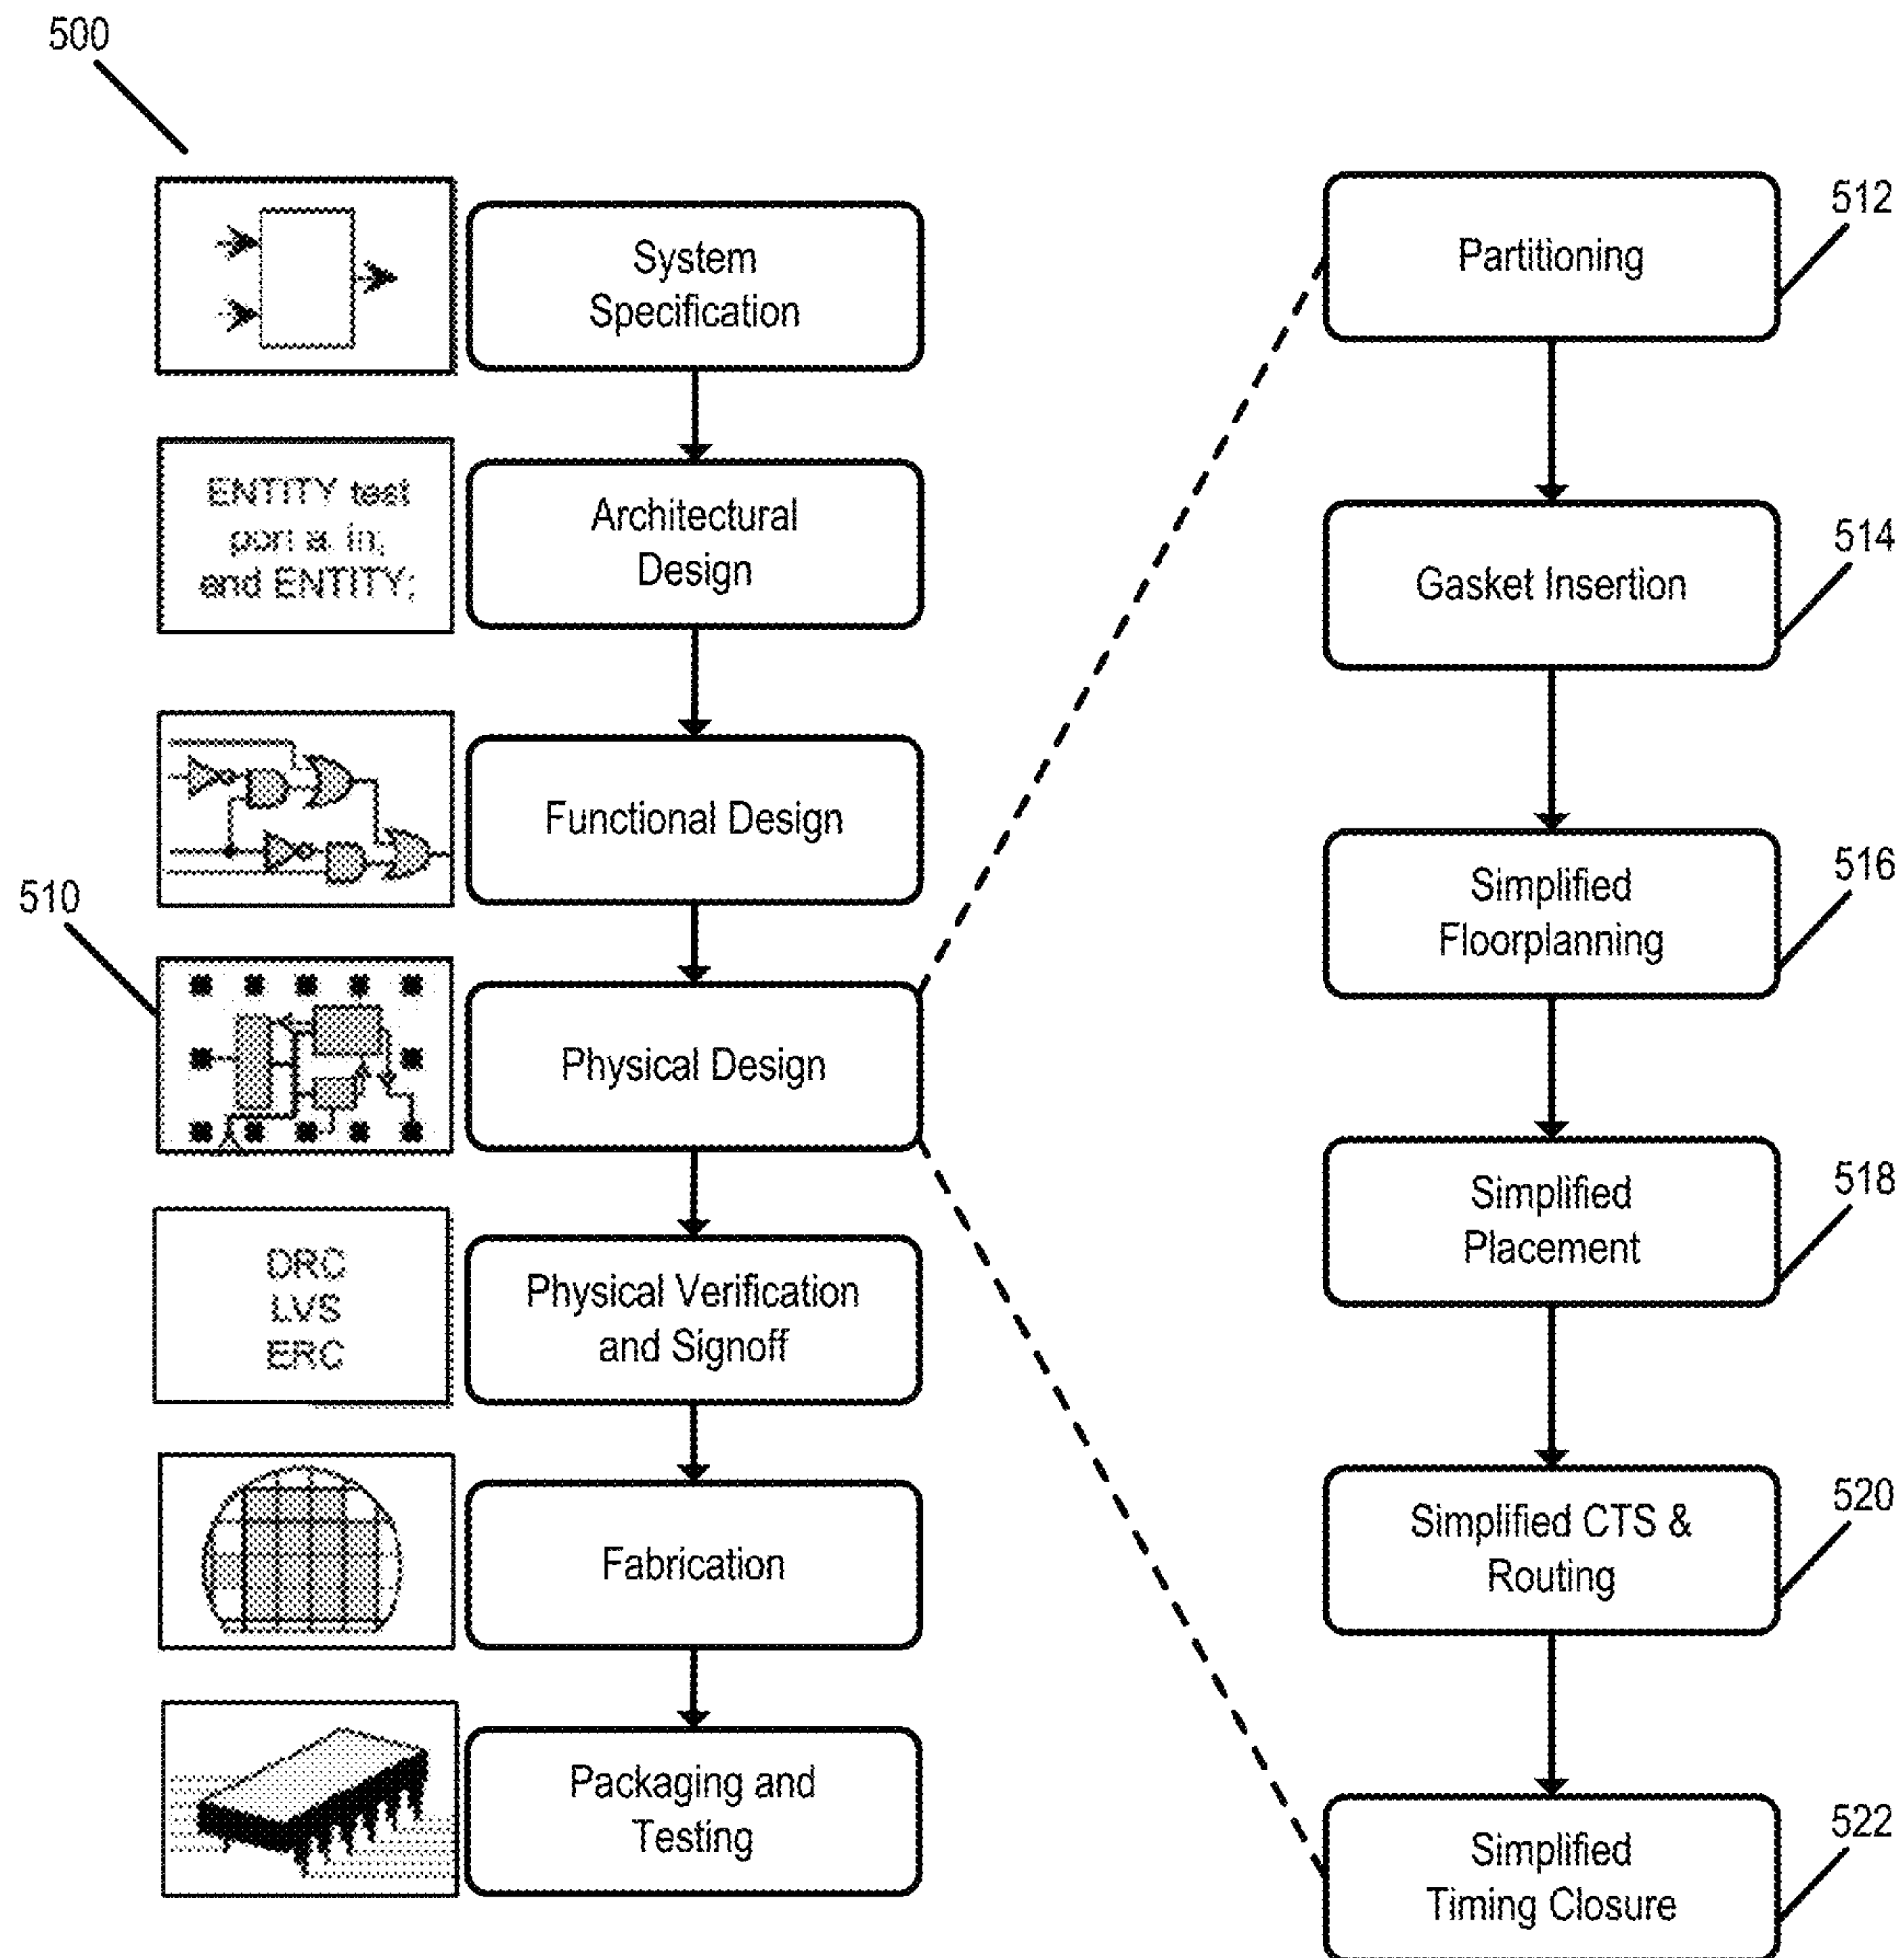 500
System
Specification
ENTITY test
port a: in;
end ENTITY;
Architectural
Design
Functional Design
510
Physical Design
DRC
LVS
ERC
Physical Verification
and Signoff
Fabrication
Packaging and
Testing
Partitioning
512
Gasket Insertion
514
Simplified
Floorplanning
516
Simplified
Placement
518
Simplified CTS &
Routing
520
Simplified
Timing Closure
522